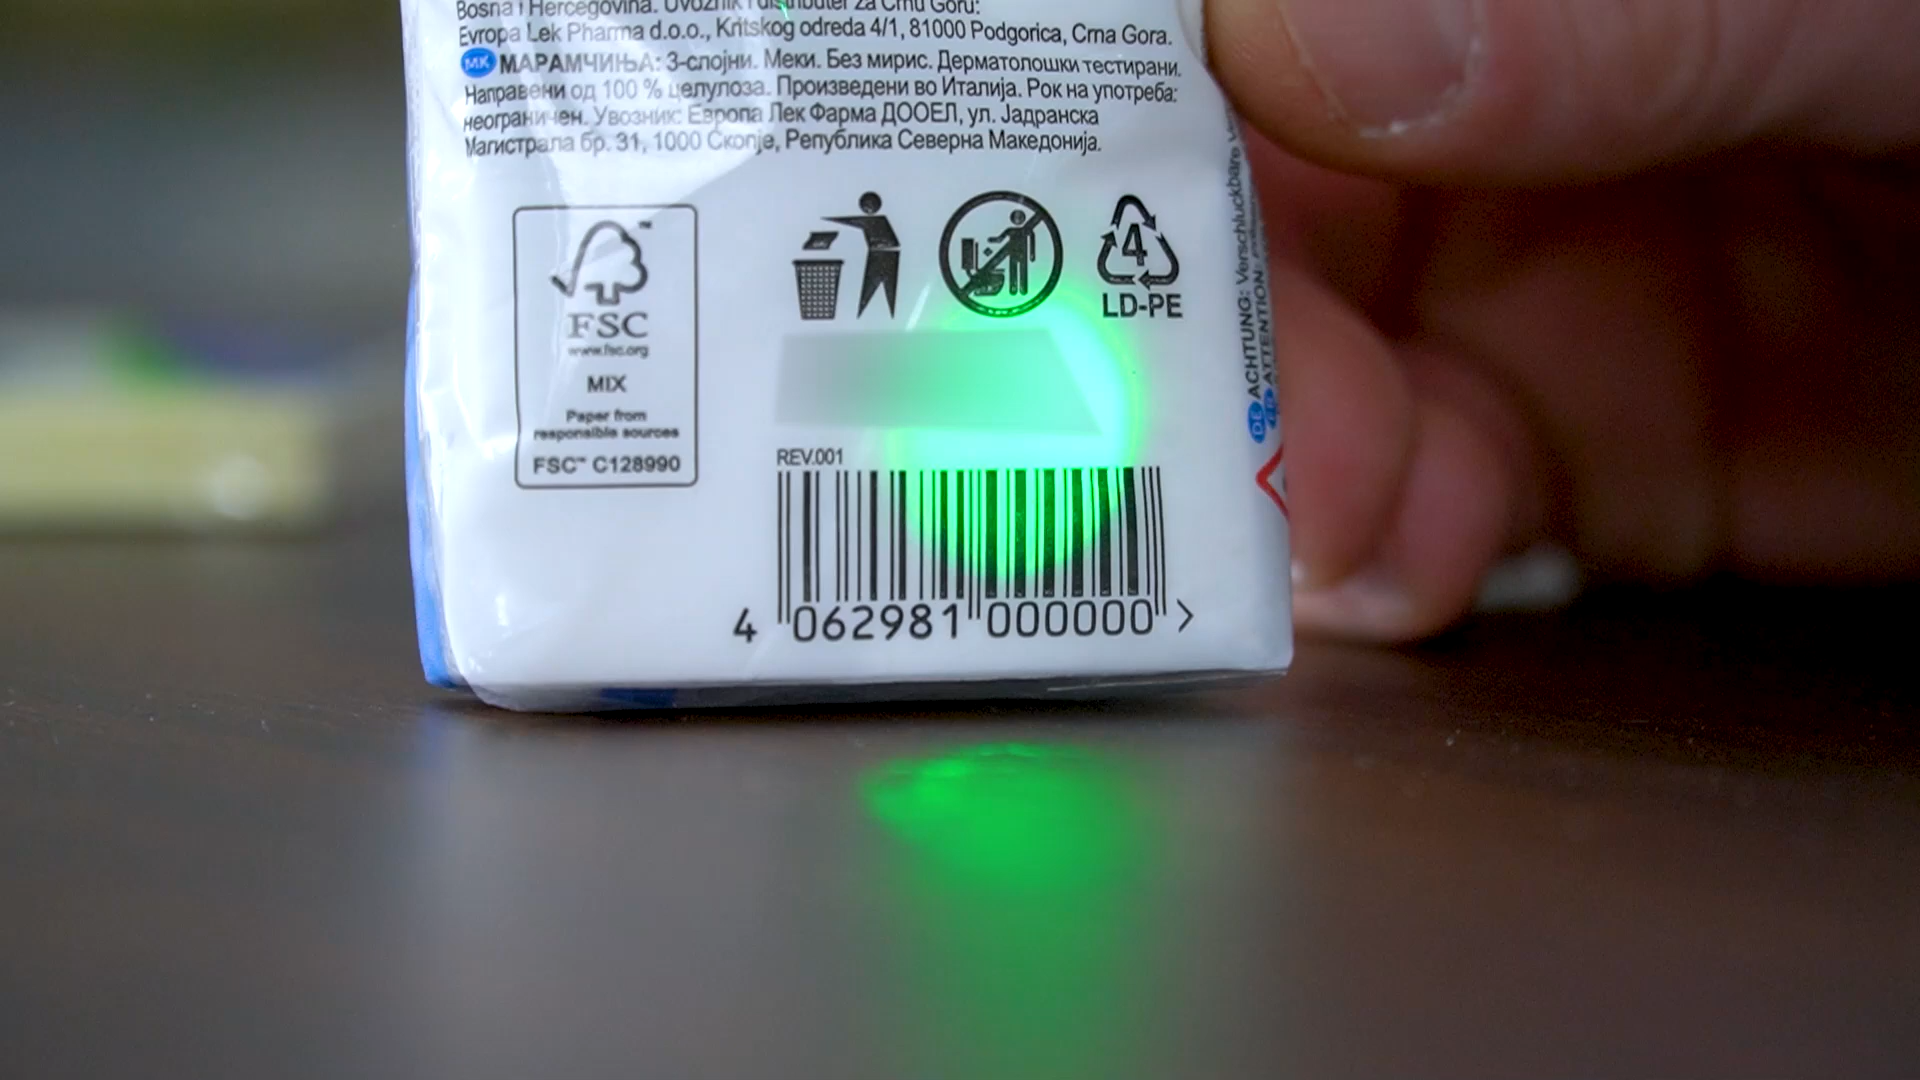 Bosna i Hercegovina. Uvoznik i distributer za Crnu Goru:
Evropa Lek Pharma d.o.o., Kritskog odreda 4/1, 81000 Podgorica, Crna Gora.
MK МАРАМЧИЊА: 3-слојни. Меки. Без мирис. Дерматолошки тестирани.
Направени од 100 % целулоза. Произведени во Италија. Рок на употреба:
неограничен. Увозник: Европа Лек Фарма ДООЕЛ, ул. Јадранска
Магистрала бр. 31, 1000 Скопје, Република Северна Македонија.
FSC™
www.fsc.org
MIX
Paper from
responsible sources
FSC™ C128990
4
LD-PE
REV.001
4 062981 000000 >
DE ACHTUNG: Verschluckbare
ATTENTION: